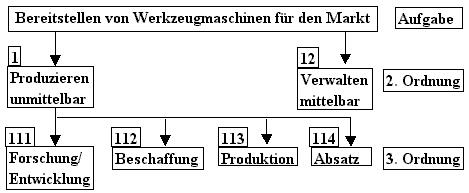 Bereitstellen von Werkzeugmaschinen für den Markt
Aufgabe
1
12
Produzieren
unmittelbar
Verwalten
mittelbar
2. Ordnung
111
112
113
114
Forschung/
Entwicklung
Beschaffung
Produktion
Absatz
3. Ordnung